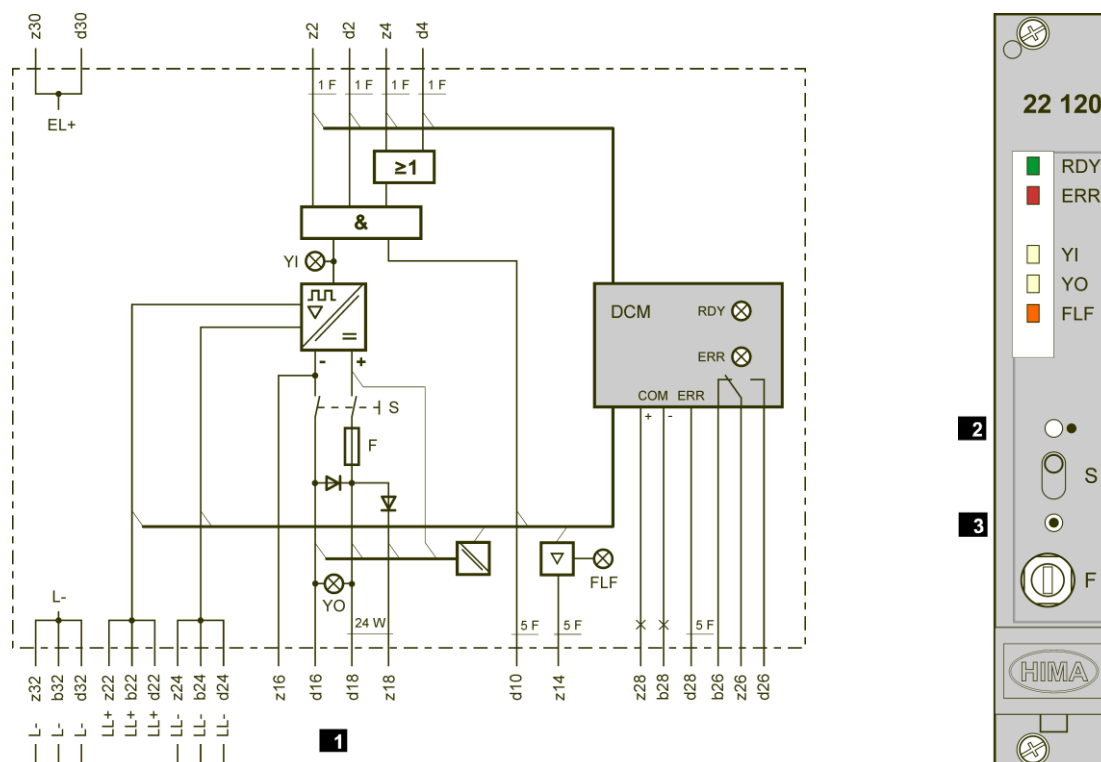 z30 d30 z2 d2 z4 d4
1 F 1 F 1 F 1 F
EL+
≥1
&
YI
=
- +
S
F
DCM RDY
ERR
COM ERR
+ -
FLF
YO
24 W 5 F 5 F 5 F
L-
z32 b32 d32 z22 b22 d22 z24 b24 d24 z16 d16 d18 z18 d10 z14 z28 b28 d28 b26 z26 d26
L- L- L- LL+ LL+ LL+ LL- LL- LL-
1
22 120
RDY
ERR
YI
YO
FLF
2
S
3
F
HIMA